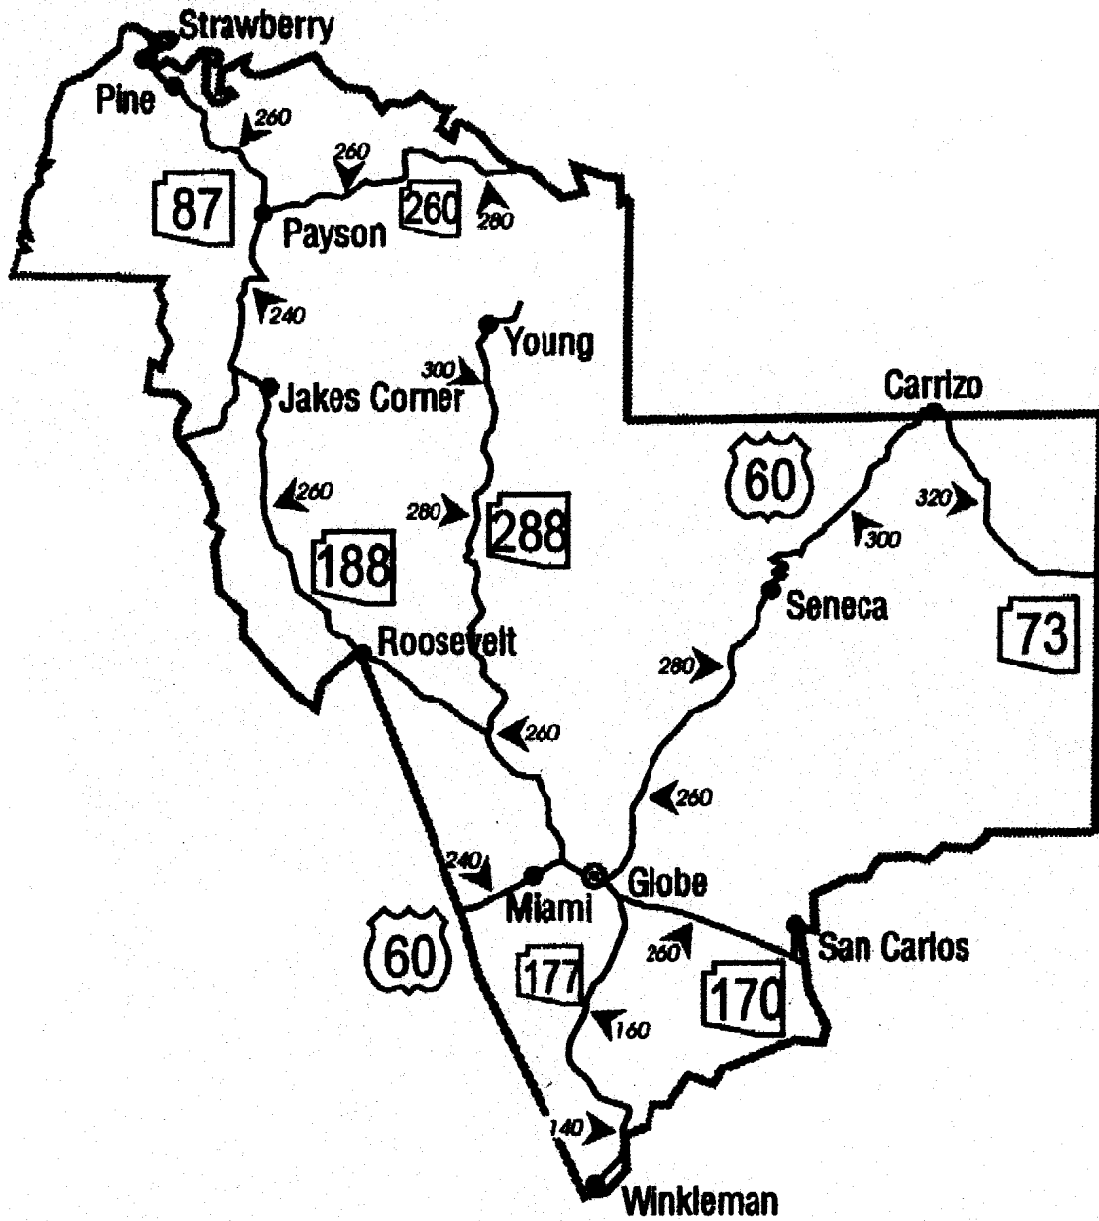 Strawberry
Pine
260
260
87
260
280
Payson
240
Young
300
Jakes Corner
Carrizo
60
320
260
280
288
300
188
Seneca
73
Roosevelt
280
260
260
240
Globe
Miami
60
260
San Carlos
177
170
160
140
Winkleman